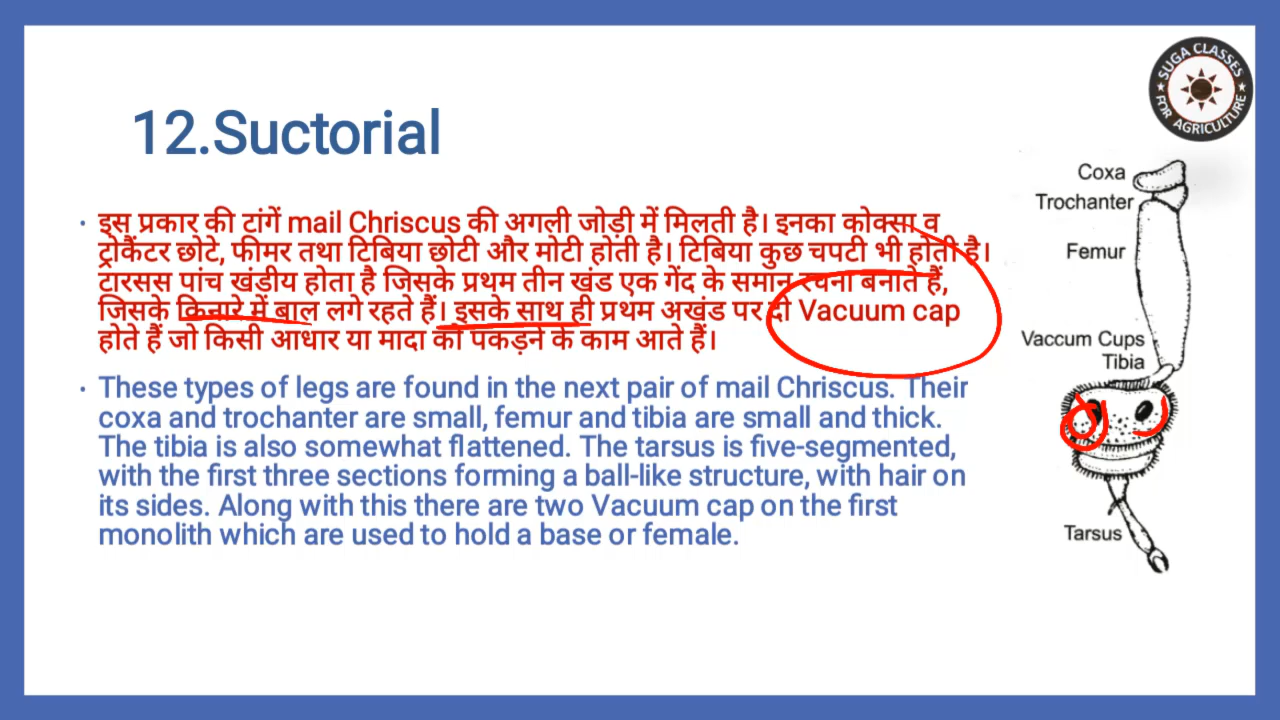 SUGA CLASSES
FOR AGRICULTURE
12.Suctorial
इस प्रकार की टांगें mail Chriscus की अगली जोड़ी में मिलती है। इनका कोक्सा व
ट्रोकैंटर छोटे, फीमर तथा टिबिया छोटी और मोटी होती है। टिबिया कुछ चपटी भी होती है।
टारसस पांच खंडीय होता है जिसके प्रथम तीन खंड एक गेंद के समान रचना बनाते हैं,
जिसके किनारे में बाल लगे रहते हैं। इसके साथ ही प्रथम अखंड पर दो Vacuum cap
होते हैं जो किसी आधार या मादा को पकड़ने के काम आते हैं।
These types of legs are found in the next pair of mail Chriscus. Their
coxa and trochanter are small, femur and tibia are small and thick.
The tibia is also somewhat flattened. The tarsus is five-segmented,
with the first three sections forming a ball-like structure, with hair on
its sides. Along with this there are two Vacuum cap on the first
monolith which are used to hold a base or female.
Coxa
Trochanter
Femur
Vaccum Cups
Tibia
Tarsus